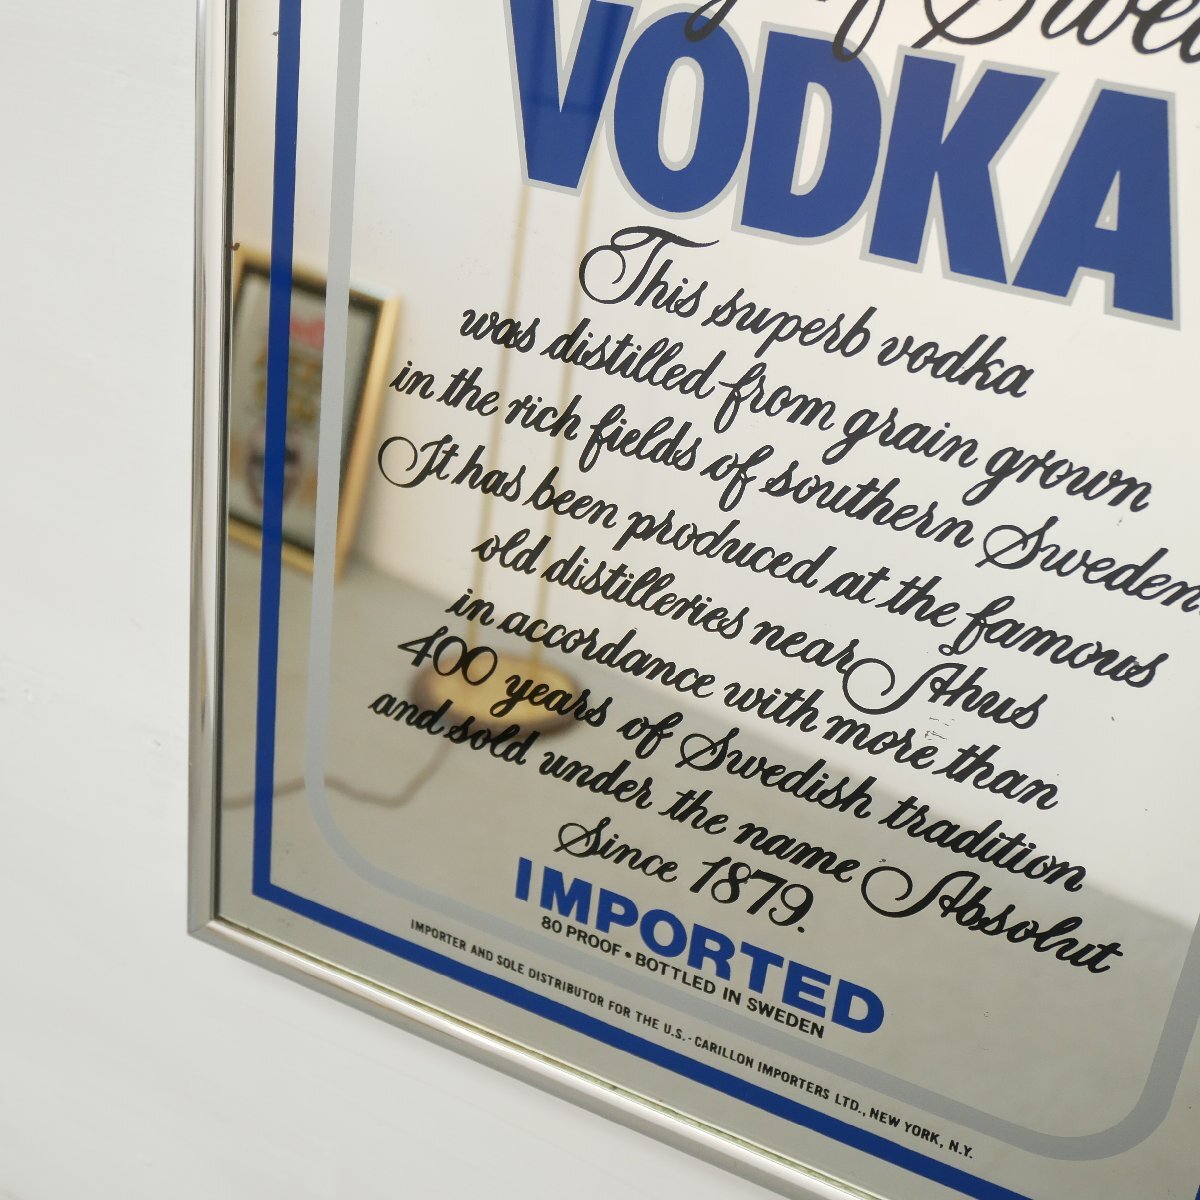 of Swe
VODKA
This superb vodka
was distilled from grain grown
in the rich fields of southern Sweden.
It has been produced at the famous
old distilleries near Ahus
in accordance with more than
400 years of Swedish tradition
and sold under the name Absolut
Since 1879.
IMPORTED
80 PROOF • BOTTLED IN SWEDEN
IMPORTER AND SOLE DISTRIBUTOR FOR THE U.S. - CARILLON IMPORTERS LTD., NEW YORK, N.Y.